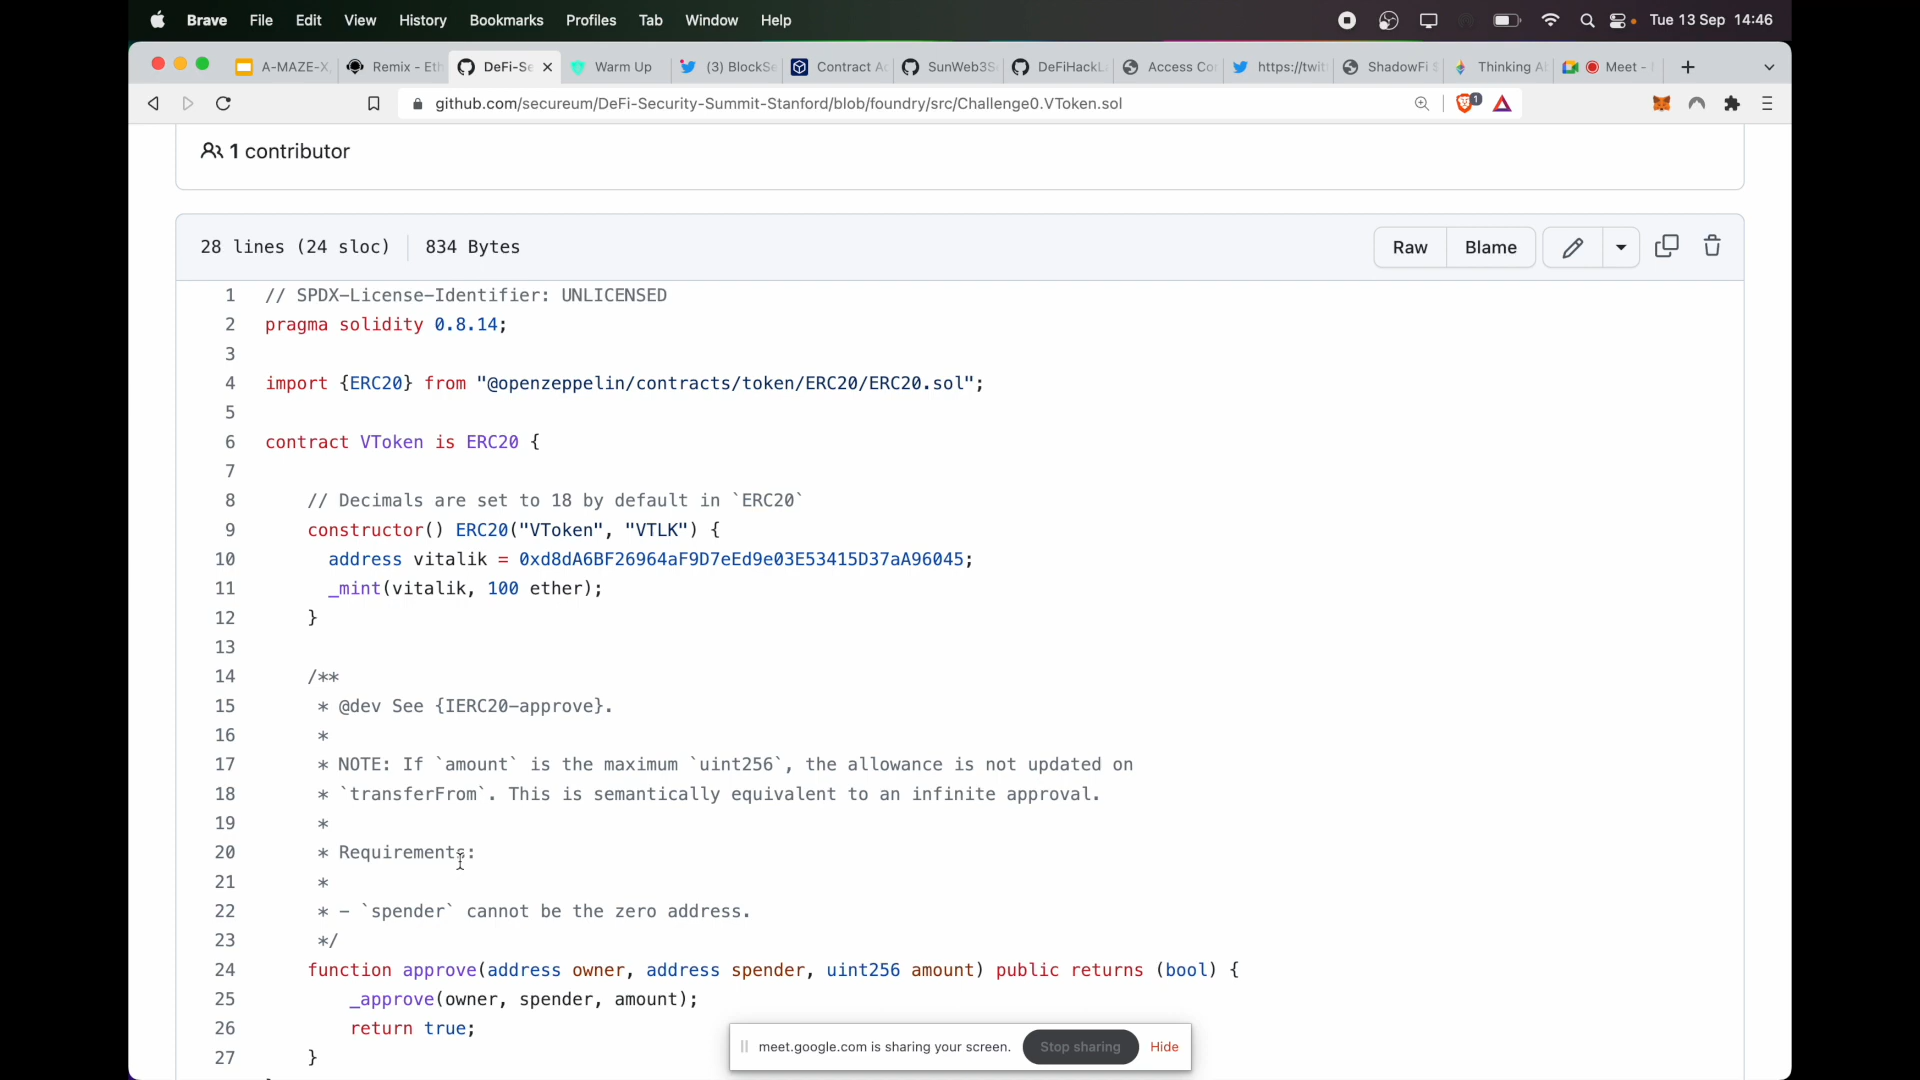 Brave File Edit View History Bookmarks Profiles Tab Window Help Tue 13 Sep 14:46
A-MAZE-X Remix - Eth DeFi-Se Warm Up (3) BlockSe Contract Ac SunWeb3S DeFiHackL Access Con https://twit ShadowFi S Thinking Ab Meet -
github.com/secureum/DeFi-Security-Summit-Stanford/blob/foundry/src/Challenge0.VToken.sol 1
1 contributor
28 lines (24 sloc) 834 Bytes Raw Blame
1 // SPDX-License-Identifier: UNLICENSED
2 pragma solidity 0.8.14;
3
4 import {ERC20} from "@openzeppelin/contracts/token/ERC20/ERC20.sol";
5
6 contract VToken is ERC20 {
7
8 // Decimals are set to 18 by default in `ERC20`
9 constructor() ERC20("VToken", "VTLK") {
10 address vitalik = 0xd8dA6BF26964aF9D7eEd9e03E53415D37aA96045;
11 _mint(vitalik, 100 ether);
12 }
13
14 /**
15 * @dev See {IERC20-approve}.
16 *
17 * NOTE: If `amount` is the maximum `uint256`, the allowance is not updated on
18 * `transferFrom`. This is semantically equivalent to an infinite approval.
19 *
20 * Requirements:
21 *
22 * - `spender` cannot be the zero address.
23 */
24 function approve(address owner, address spender, uint256 amount) public returns (bool) {
25 _approve(owner, spender, amount);
26 return true;
27 }
meet.google.com is sharing your screen. Stop sharing Hide